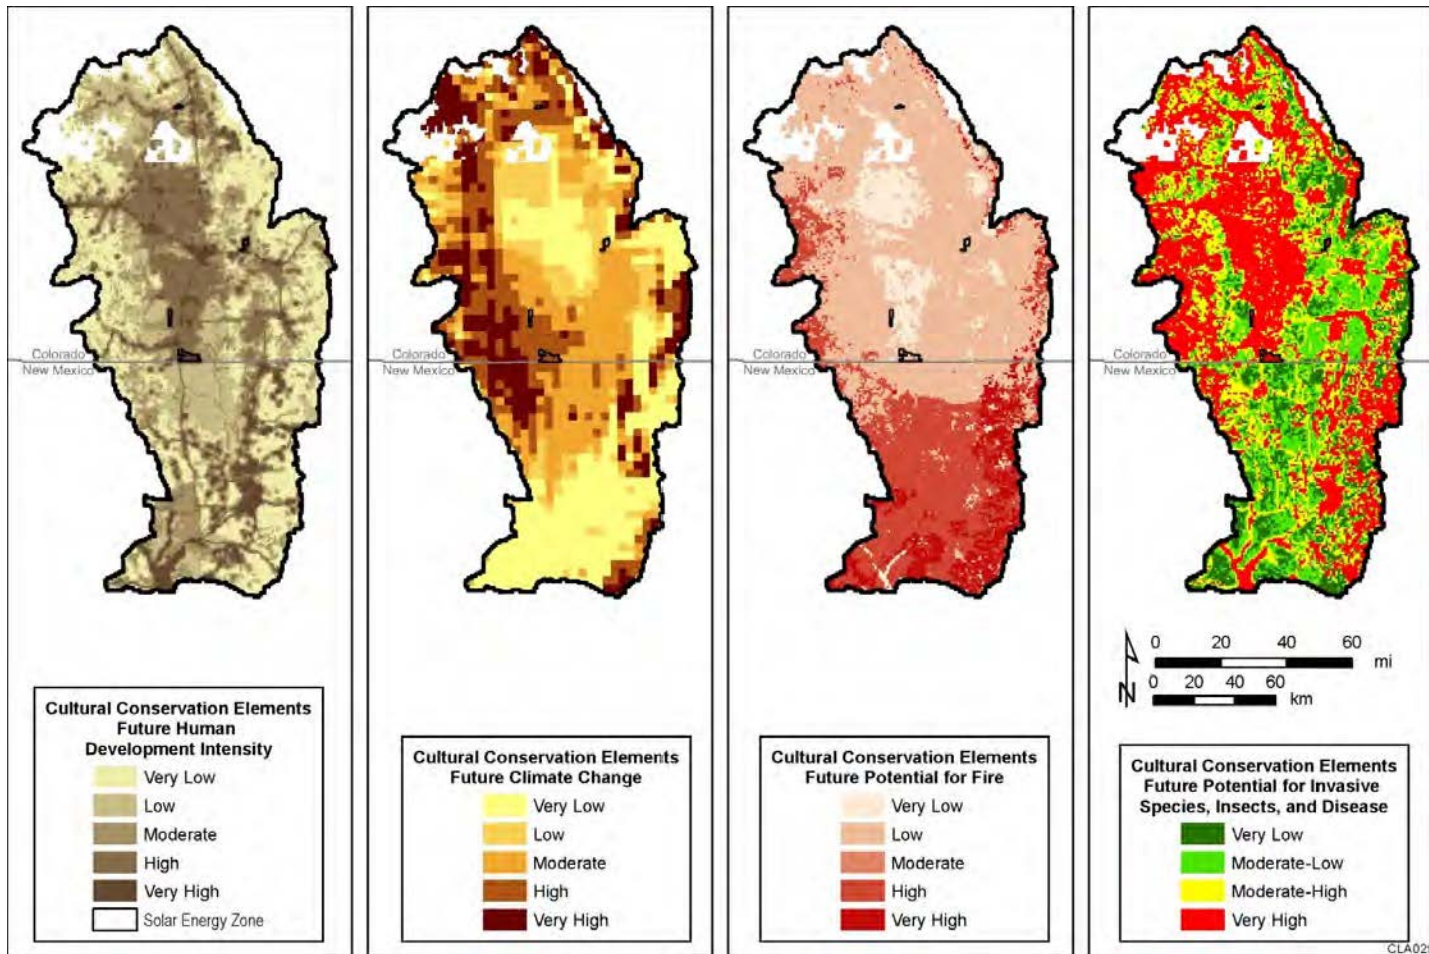 Colorado
New Mexico
Cultural Conservation Elements
Future Human
Development Intensity
Very Low
Low
Moderate
High
Very High
Solar Energy Zone
Colorado
New Mexico
Cultural Conservation Elements
Future Climate Change
Very Low
Low
Moderate
High
Very High
Colorado
New Mexico
Cultural Conservation Elements
Future Potential for Fire
Very Low
Low
Moderate
High
Very High
Colorado
New Mexico
N
0 20 40 60
mi
0 20 40 60
km
Cultural Conservation Elements
Future Potential for Invasive
Species, Insects, and Disease
Very Low
Moderate-Low
Moderate-High
Very High